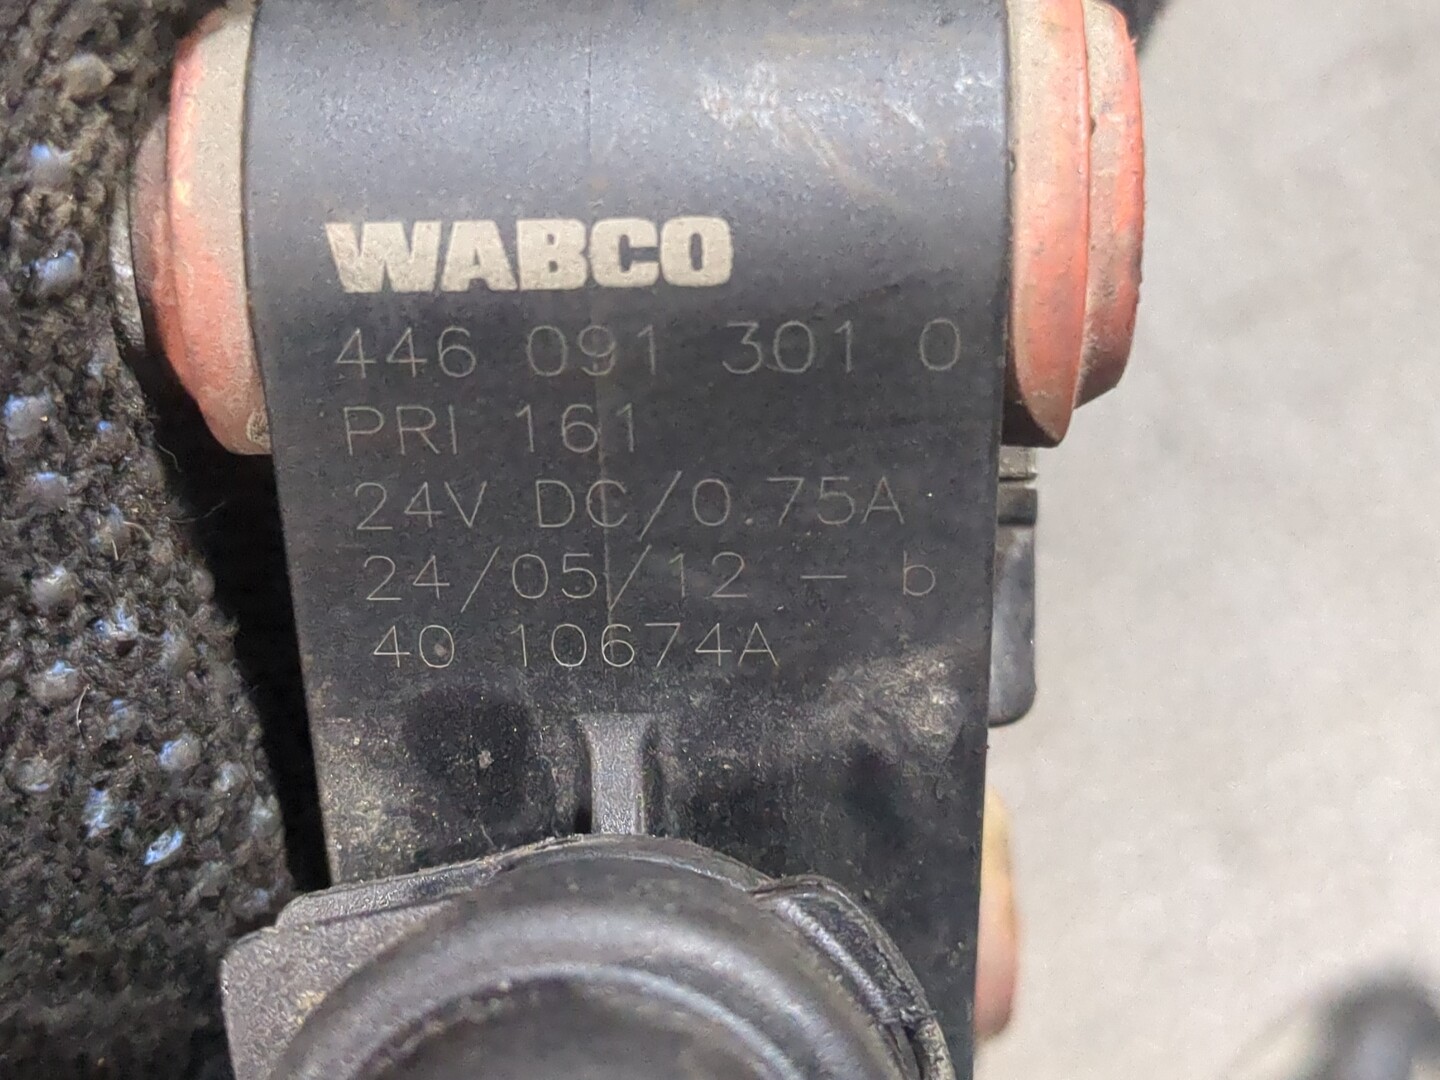 WABCO
446 091 301 0
PRI 161
24V DC/0.75A
24/05/12 – b
40 10674A